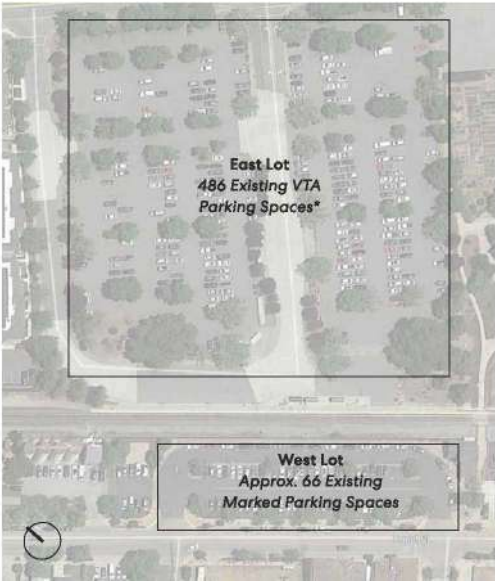 East Lot
486 Existing VTA
Parking Spaces*
West Lot
Approx. 66 Existing
Marked Parking Spaces